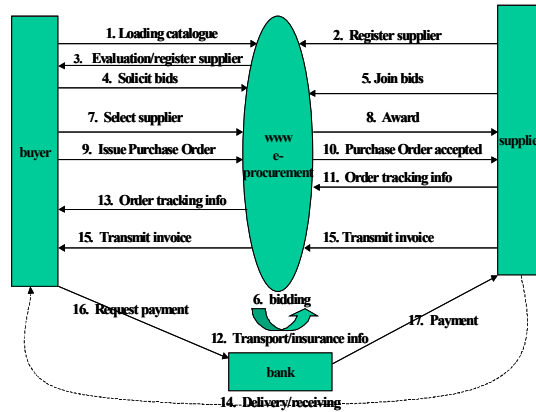 1. Loading catalogue
2. Register supplier
3. Evaluation/register supplier
4. Solicit bids
5. Join bids
7. Select supplier
8. Award
www
e-
procurement
buyer
supplie
9. Issue Purchase Order
10. Purchase Order accepted
11. Order tracking info
13. Order tracking info
15. Transmit invoice
15. Transmit invoice
6. bidding
16. Request payment
17. Payment
12. Transport/insurance info
bank
14. Delivery/receiving